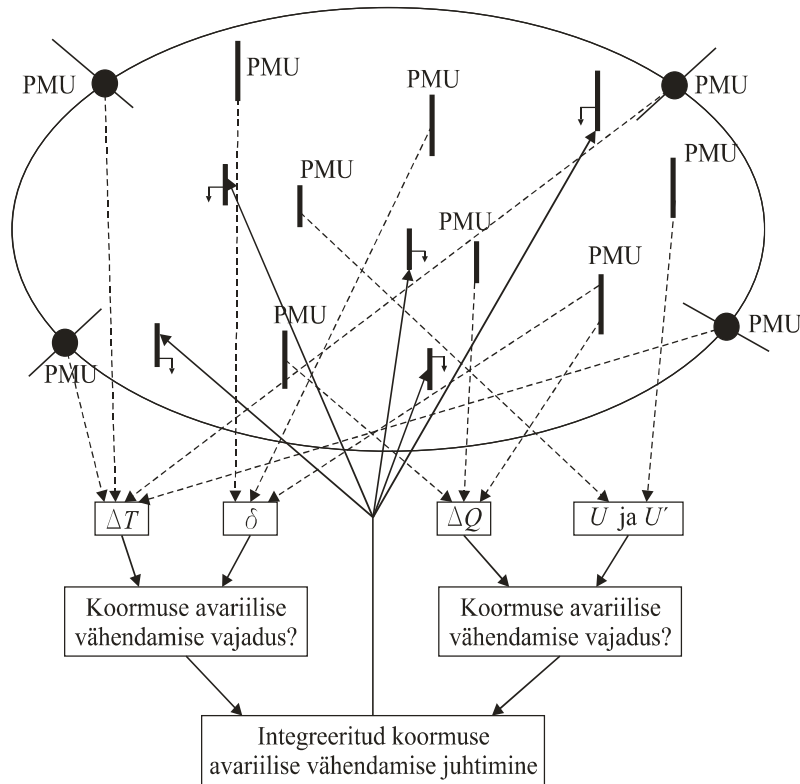 PMU
PMU
PMU
PMU
PMU
PMU
PMU
PMU
PMU
PMU
PMU
ΔT
δ
ΔQ
U ja U′
Koormuse avariilise
vähendamise vajadus?
Koormuse avariilise
vähendamise vajadus?
Integreeritud koormuse
avariilise vähendamise juhtimine